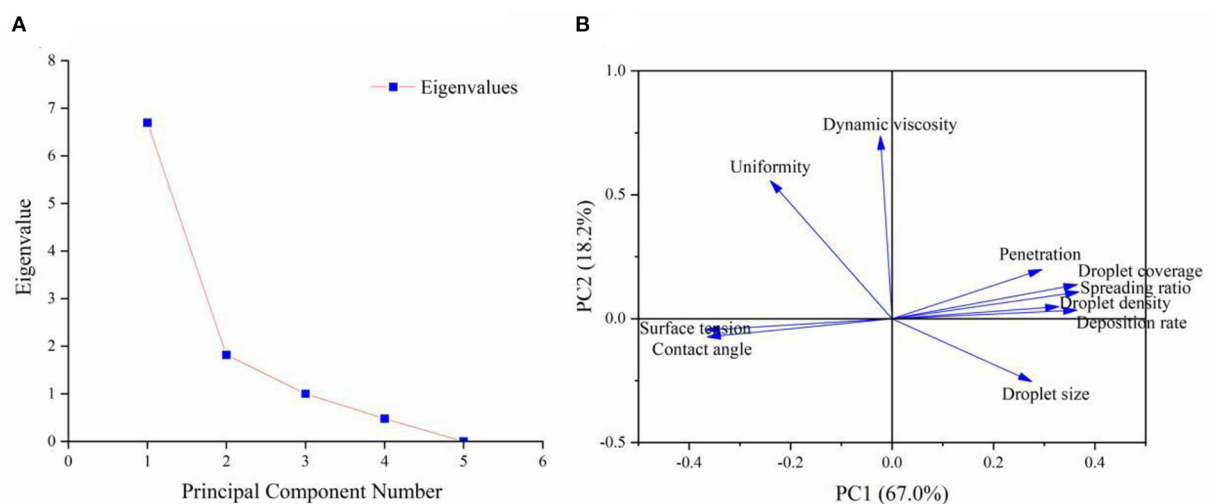 A
B
8
7
6
5
4
3
2
1
0
Eigenvalue
Eigenvalues
0 1 2 3 4 5 6
Principal Component Number
1.0
0.5
0.0
-0.5
PC2 (18.2%)
Dynamic viscosity
Uniformity
Penetration
Droplet coverage
Spreading ratio
Droplet density
Deposition rate
Surface tension
Contact angle
Droplet size
-0.4 -0.2 0.0 0.2 0.4
PC1 (67.0%)